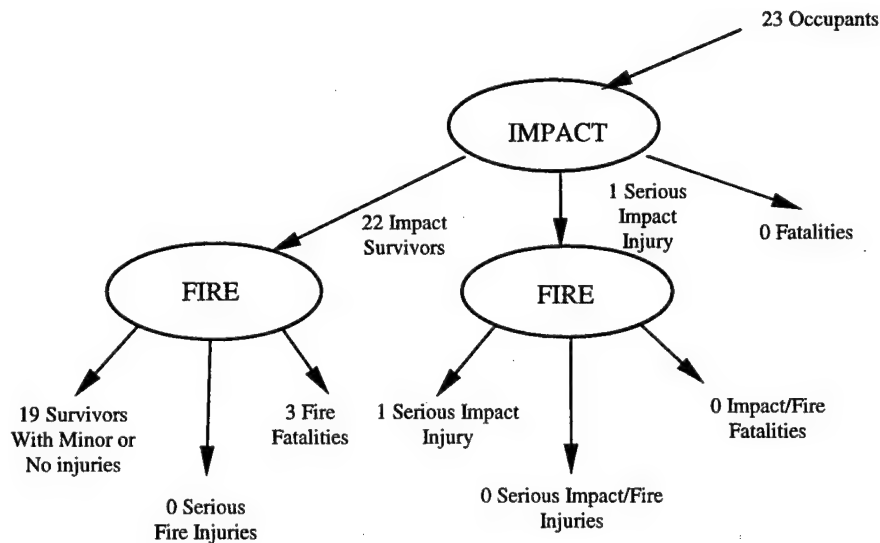 23 Occupants
IMPACT
22 Impact
Survivors
1 Serious
Impact
Injury
0 Fatalities
FIRE
FIRE
19 Survivors
With Minor or
No injuries
3 Fire
Fatalities
1 Serious Impact
Injury
0 Impact/Fire
Fatalities
0 Serious
Fire Injuries
0 Serious Impact/Fire
Injuries